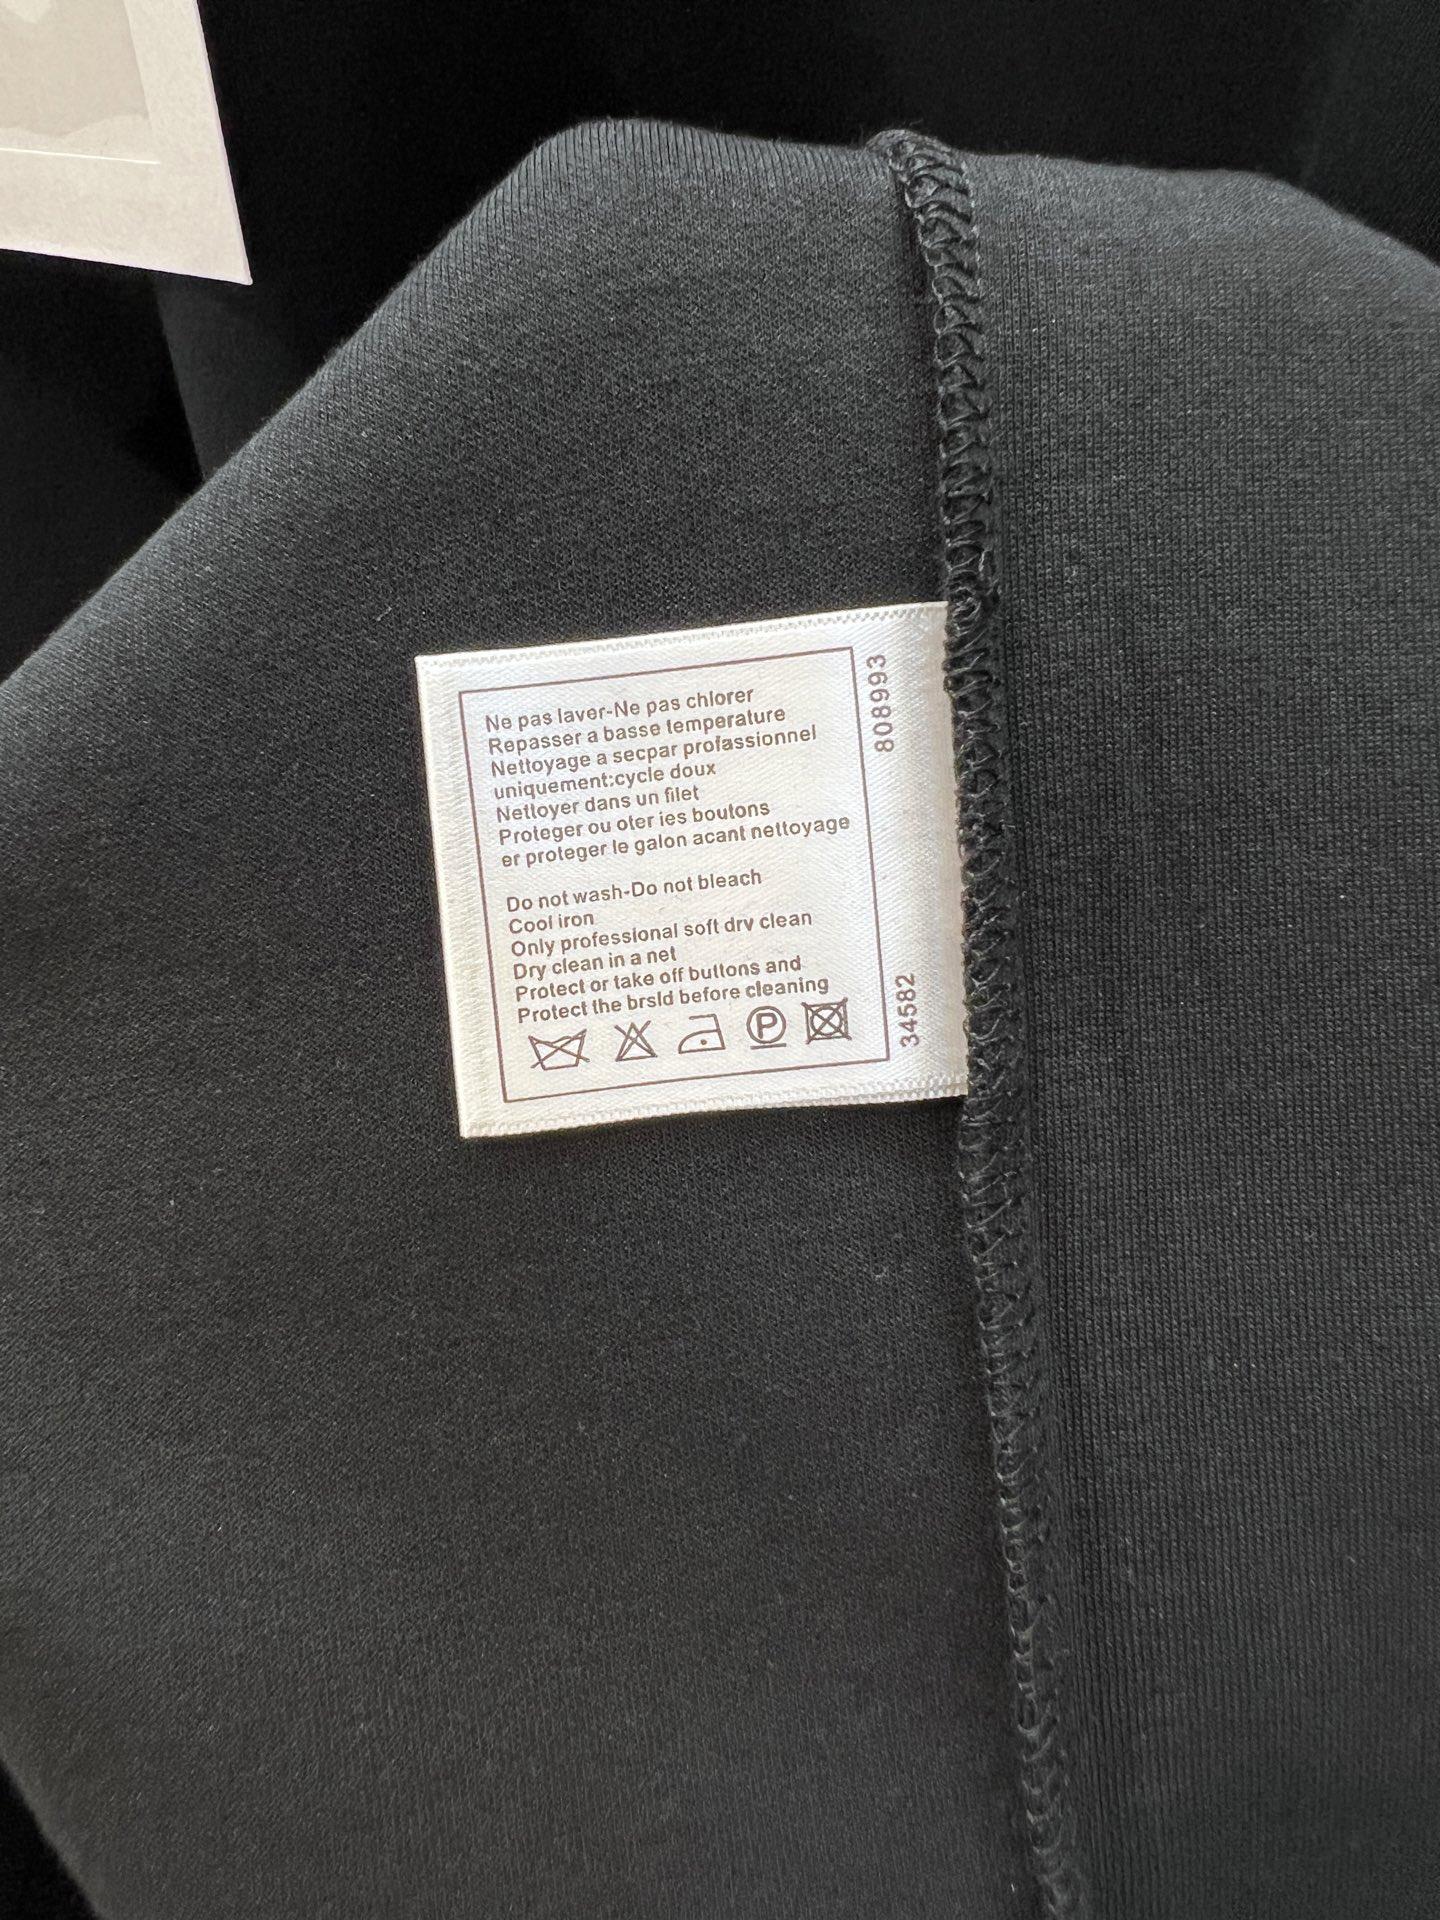 Ne pas laver-Ne pas chlorer
Repasser a basse temperature
Nettoyage a secpar profassionnel
uniquement:cycle doux
Nettoyer dans un filet
Proteger ou oter ies boutons
er proteger le galon acant nettoyage
Do not wash-Do not bleach
Cool iron
Only professional soft drv clean
Dry clean in a net
Protect or take off buttons and
Protect the brsld before cleaning
P
808993
34582